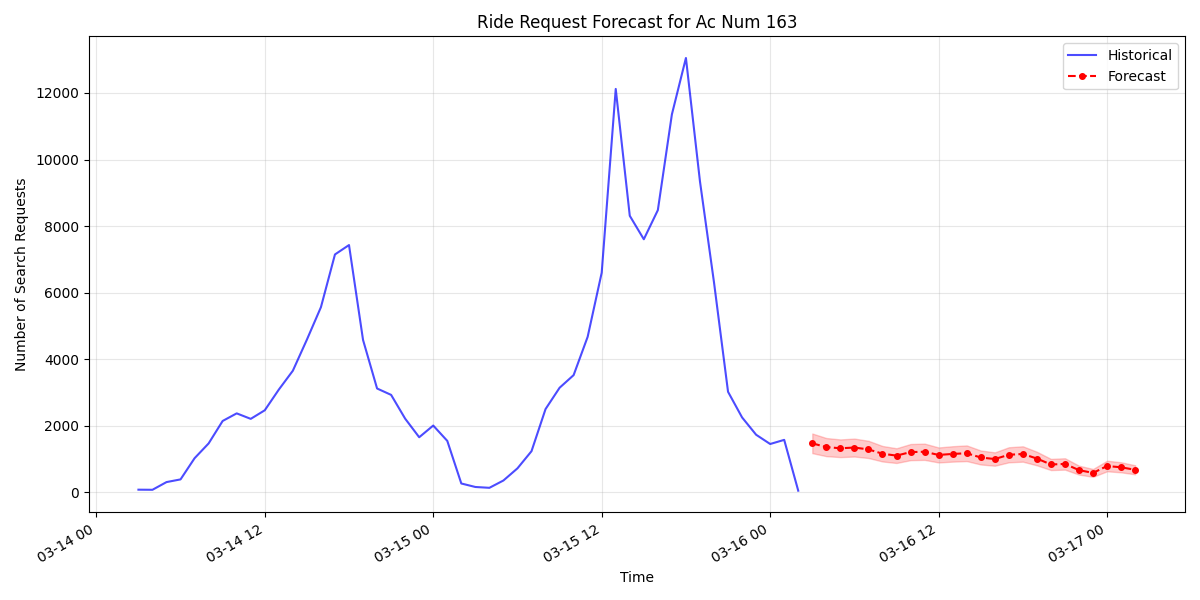 Ride Request Forecast for Ac Num 163
Historical
Forecast
Number of Search Requests
12000
10000
8000
6000
4000
2000
0
03-14 00
03-14 12
03-15 00
03-15 12
03-16 00
03-16 12
03-17 00
Time